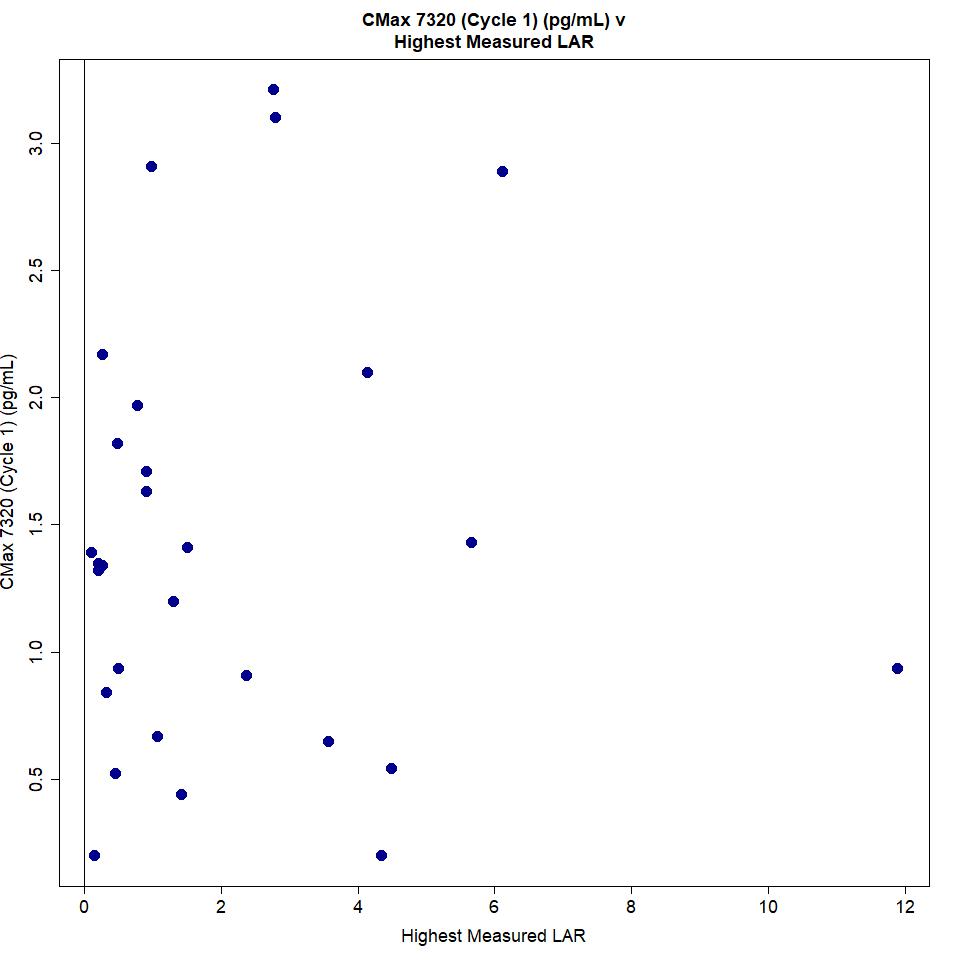 CMax 7320 (Cycle 1) (pg/mL) v
Highest Measured LAR
CMax 7320 (Cycle 1) (pg/mL)
3.0
2.5
2.0
1.5
1.0
0.5
0 2 4 6 8 10 12
Highest Measured LAR